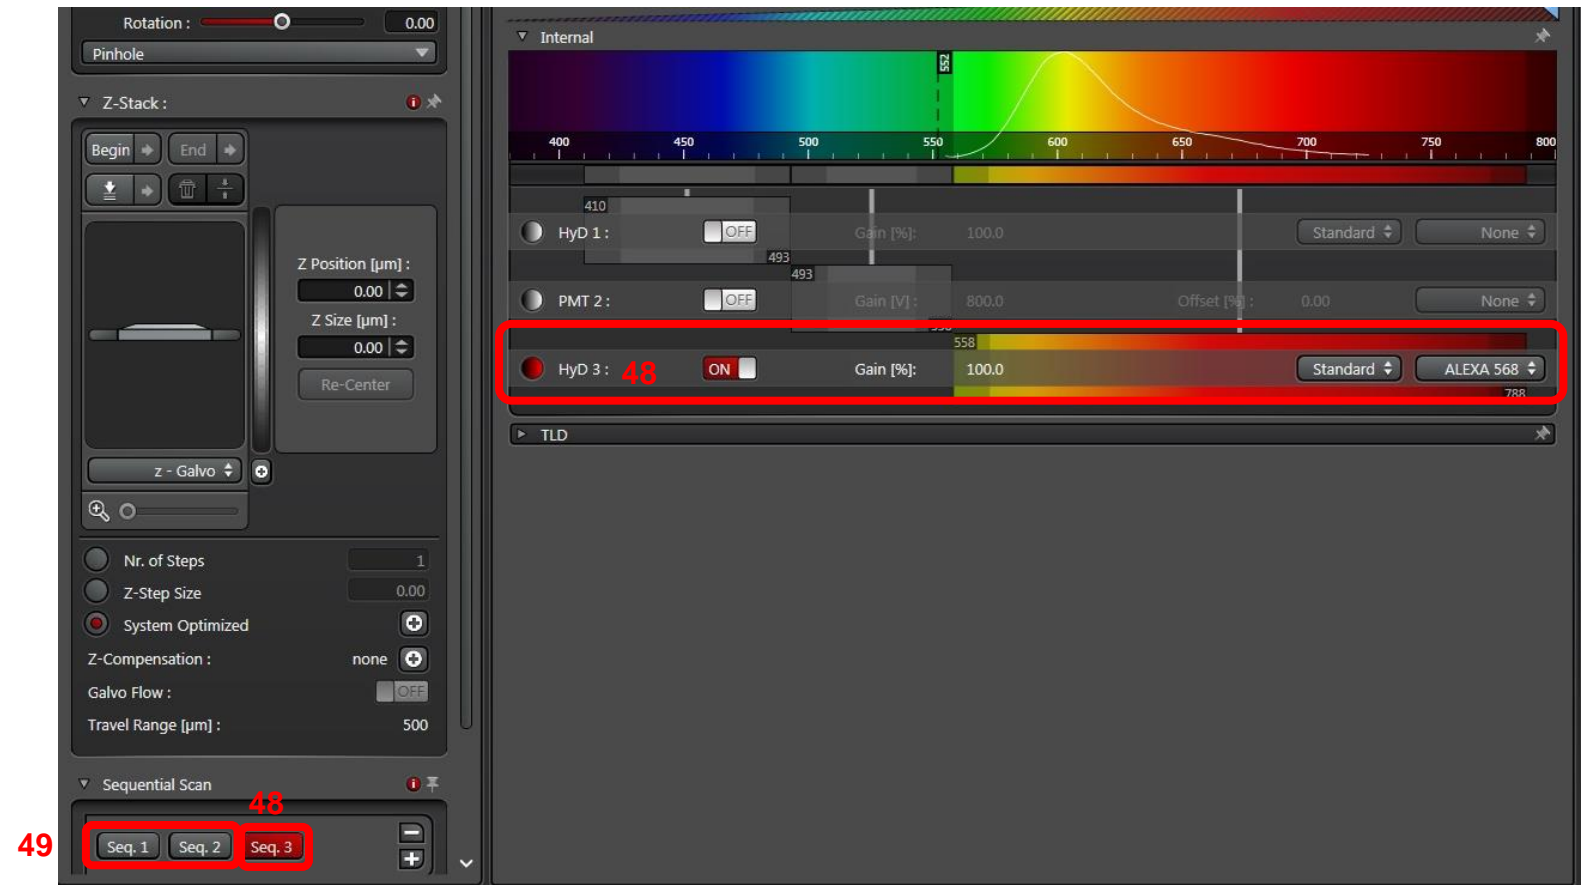 Rotation : 0.00
Pinhole
Z-Stack :
Begin End
Z Position [µm] :
0.00
Z Size [µm] :
0.00
Re-Center
z - Galvo
Nr. of Steps 1
Z-Step Size 0.00
System Optimized
Z-Compensation : none
Galvo Flow : OFF
Travel Range [µm] : 500
Sequential Scan
48
49 Seq. 1 Seq. 2 Seq. 3
Internal
552
400 450 500 550 600 650 700 750 800
410
HyD 1 : OFF Gain [%]: 100.0 Standard None
493
493
PMT 2 : OFF Gain [V] : 800.0 Offset [%] : 0.00 None
558
HyD 3 : 48 ON Gain [%]: 100.0 Standard ALEXA 568
788
TLD